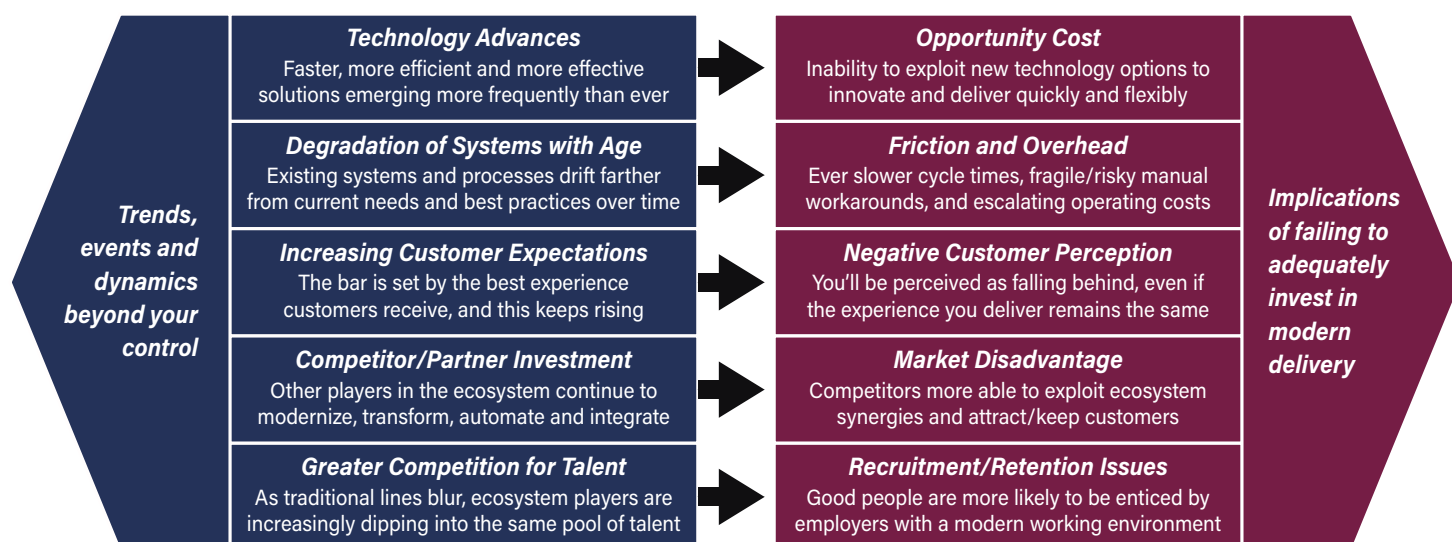 Trends,
events and
dynamics
beyond your
control
Technology Advances
Faster, more efficient and more effective
solutions emerging more frequently than ever
Opportunity Cost
Inability to exploit new technology options to
innovate and deliver quickly and flexibly
Degradation of Systems with Age
Existing systems and processes drift farther
from current needs and best practices over time
Friction and Overhead
Ever slower cycle times, fragile/risky manual
workarounds, and escalating operating costs
Increasing Customer Expectations
The bar is set by the best experience
customers receive, and this keeps rising
Negative Customer Perception
You’ll be perceived as falling behind, even if
the experience you deliver remains the same
Competitor/Partner Investment
Other players in the ecosystem continue to
modernize, transform, automate and integrate
Market Disadvantage
Competitors more able to exploit ecosystem
synergies and attract/keep customers
Greater Competition for Talent
As traditional lines blur, ecosystem players are
increasingly dipping into the same pool of talent
Recruitment/Retention Issues
Good people are more likely to be enticed by
employers with a modern working environment
Implications
of failing to
adequately
invest in
modern
delivery